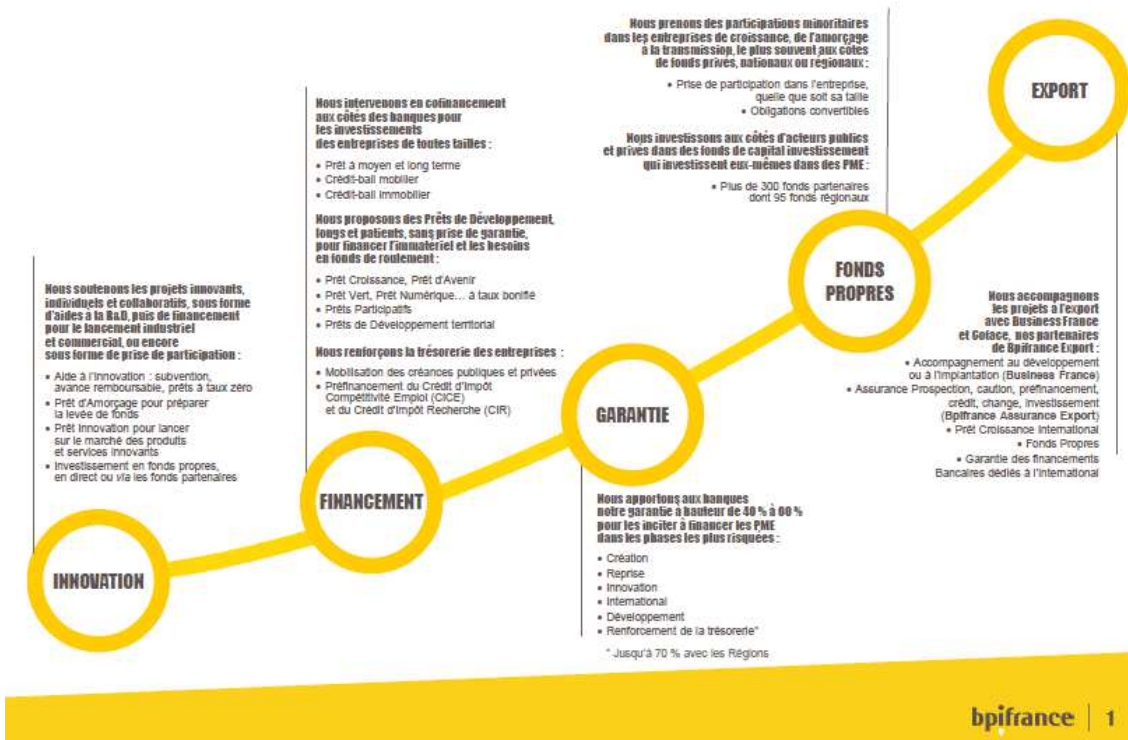 INNOVATION
Nous soutenons les projets innovants,
individuels et collaboratifs, sous forme
d'aides à la R&D, puis de financement
pour le lancement industriel
et commercial, ou encore
sous forme de prise de participation :
• Aide à l'Innovation : subvention,
avance remboursable, prêts à taux zéro
• Prêt d'Amorçage pour préparer
la levée de fonds
• Prêt Innovation pour lancer
sur le marché des produits
et services innovants
• Investissement en fonds propres,
en direct ou via les fonds partenaires
FINANCEMENT
Nous intervenons en cofinancement
aux côtés des banques pour
les investissements
des entreprises de toutes tailles :
• Prêt à moyen et long terme
• Crédit-bail mobilier
• Crédit-bail immobilier
Nous proposons des Prêts de Développement,
longs et patients, sans prise de garantie,
pour financer l'immatériel et les besoins
en fonds de roulement :
• Prêt Croissance, Prêt d'Avenir
• Prêt Vert, Prêt Numérique... à taux bonifié
• Prêts Participatifs
• Prêts de Développement territorial
Nous renforçons la trésorerie des entreprises :
• Mobilisation des créances publiques et privées
• Préfinancement du Crédit d'Impôt
Compétitivité Emploi (CICE)
et du Crédit d'Impôt Recherche (CIR)
GARANTIE
Nous apportons aux banques
notre garantie à hauteur de 40 % à 60 %
pour les inciter à financer les PME
dans les phases les plus risquées :
• Création
• Reprise
• Innovation
• International
• Développement
• Renforcement de la trésorerie*
* Jusqu'à 70 % avec les Régions
FONDS
PROPRES
Nous prenons des participations minoritaires
dans les entreprises de croissance, de l'amorçage
à la transmission, le plus souvent aux côtés
de fonds privés, nationaux ou régionaux :
• Prise de participation dans l'entreprise,
quelle que soit sa taille
• Obligations convertibles
Nous investissons aux côtés d'acteurs publics
et privés dans des fonds de capital investissement
qui investissent eux-mêmes dans des PME :
• Plus de 300 fonds partenaires
dont 95 fonds régionaux
EXPORT
Nous accompagnons
les projets à l'export
avec Business France
et Coface, nos partenaires
de Bpifrance Export :
• Accompagnement au développement
ou à l'implantation (Business France)
• Assurance Prospection, caution, préfinancement,
crédit, change, investissement
(Bpifrance Assurance Export)
• Prêt Croissance International
• Fonds Propres
• Garantie des financements
Bancaires dédiés à l'international
bpifrance | 1